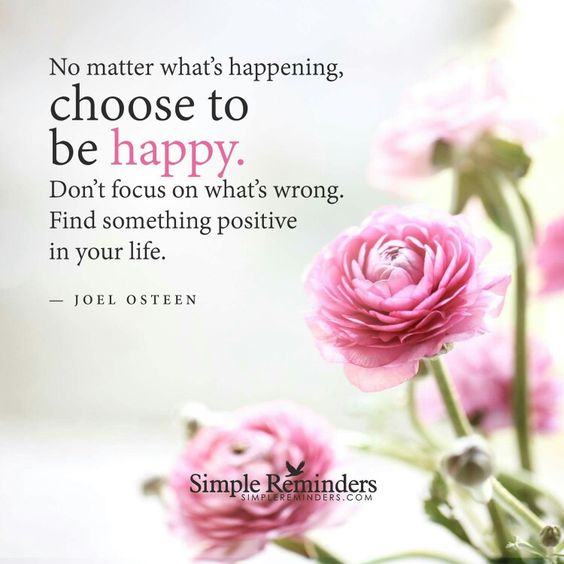 No matter what's happening,
choose to
be happy.
Don't focus on what's wrong.
Find something positive
in your life.
— JOEL OSTEEN
Simple Reminders
SIMPLEREMINDERS.COM